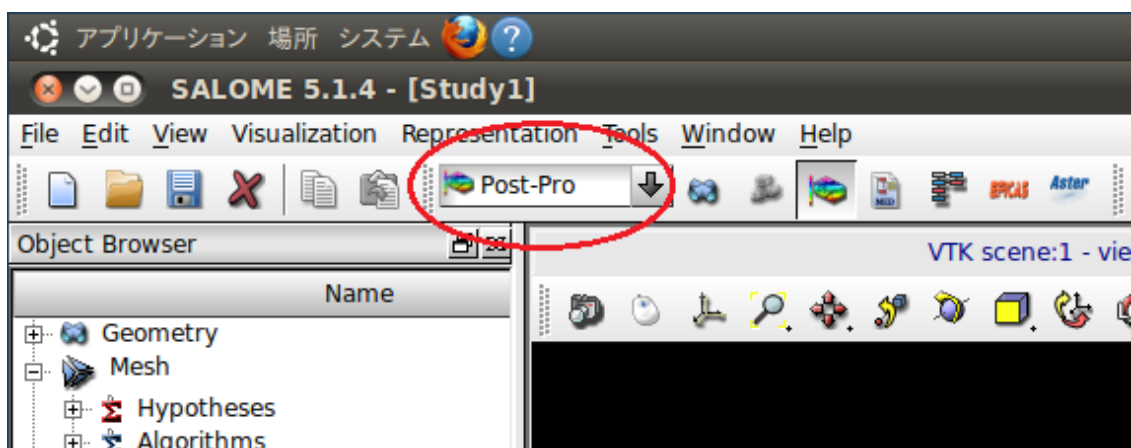 アプリケーション 場所 システム ?
SALOME 5.1.4 - [Study1]
File Edit View Visualization Representation Tools Window Help
Post-Pro MED EFICAS Aster
Object Browser
VTK scene:1 - vie
Name
Geometry
Mesh
Hypotheses
Algorithms